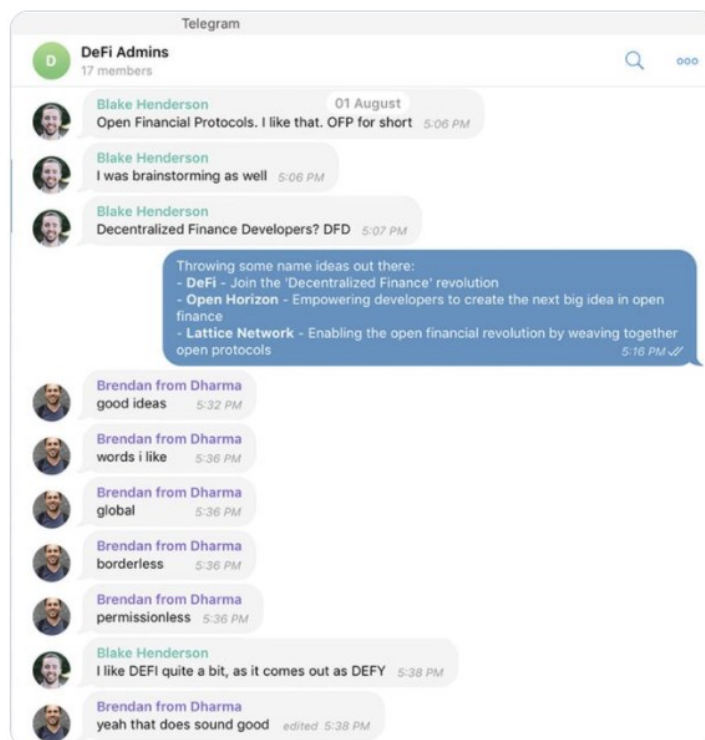 Telegram
D
DeFi Admins
17 members
01 August
Blake Henderson
Open Financial Protocols. I like that. OFP for short 5:06 PM
Blake Henderson
I was brainstorming as well 5:06 PM
Blake Henderson
Decentralized Finance Developers? DFD 5:07 PM
Throwing some name ideas out there:
- DeFi - Join the 'Decentralized Finance' revolution
- Open Horizon - Empowering developers to create the next big idea in open
finance
- Lattice Network - Enabling the open financial revolution by weaving together
open protocols 5:16 PM
Brendan from Dharma
good ideas 5:32 PM
Brendan from Dharma
words i like 5:36 PM
Brendan from Dharma
global 5:36 PM
Brendan from Dharma
borderless 5:36 PM
Brendan from Dharma
permissionless 5:36 PM
Blake Henderson
I like DEFI quite a bit, as it comes out as DEFY 5:38 PM
Brendan from Dharma
yeah that does sound good edited 5:38 PM